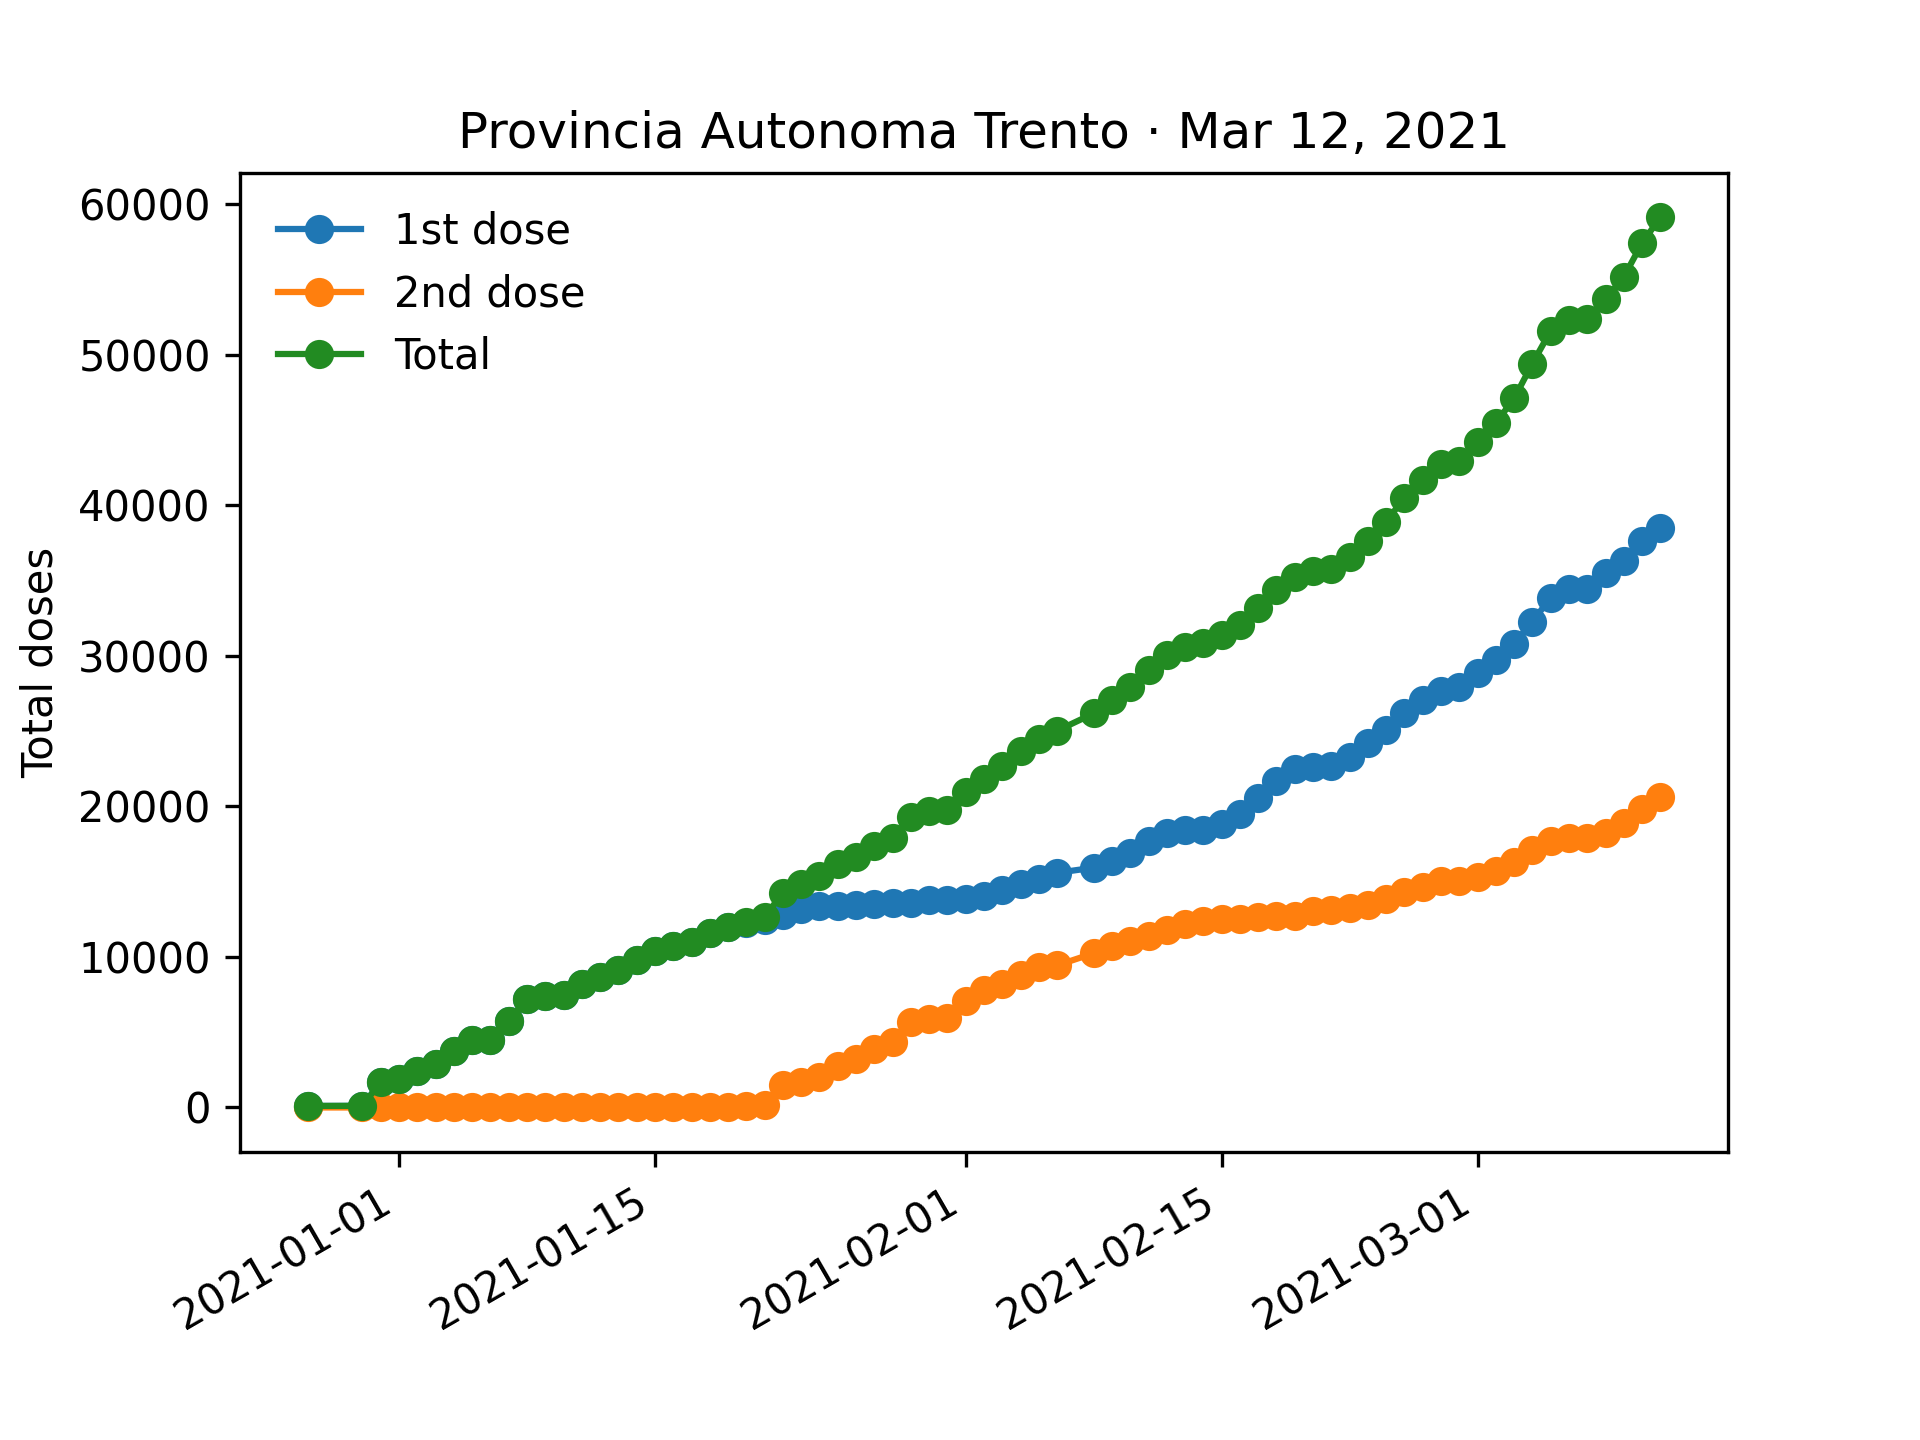 Provincia Autonoma Trento · Mar 12, 2021
60000
50000
40000
30000
20000
10000
0
Total doses
1st dose
2nd dose
Total
2021-01-01
2021-01-15
2021-02-01
2021-02-15
2021-03-01